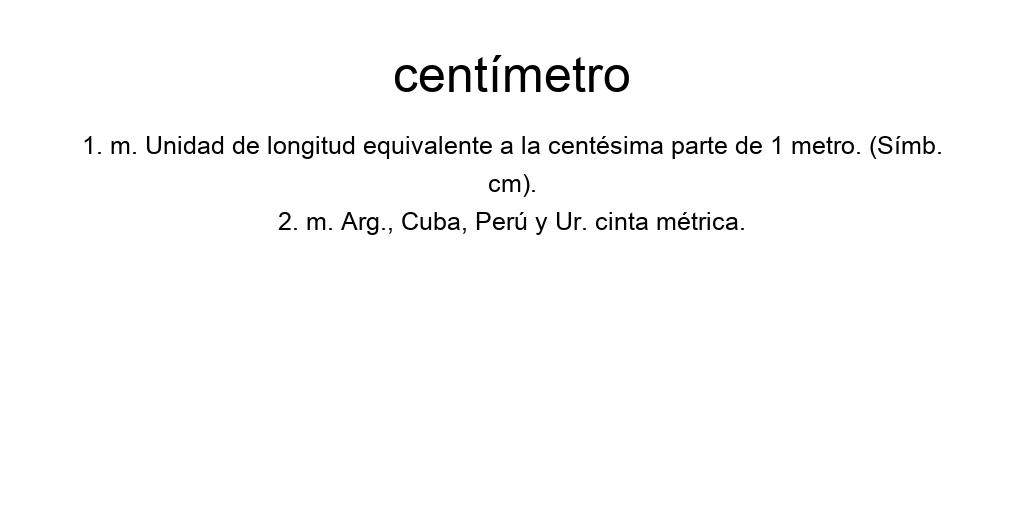 centímetro
1. m. Unidad de longitud equivalente a la centésima parte de 1 metro. (Símb.
cm).
2. m. Arg., Cuba, Perú y Ur. cinta métrica.